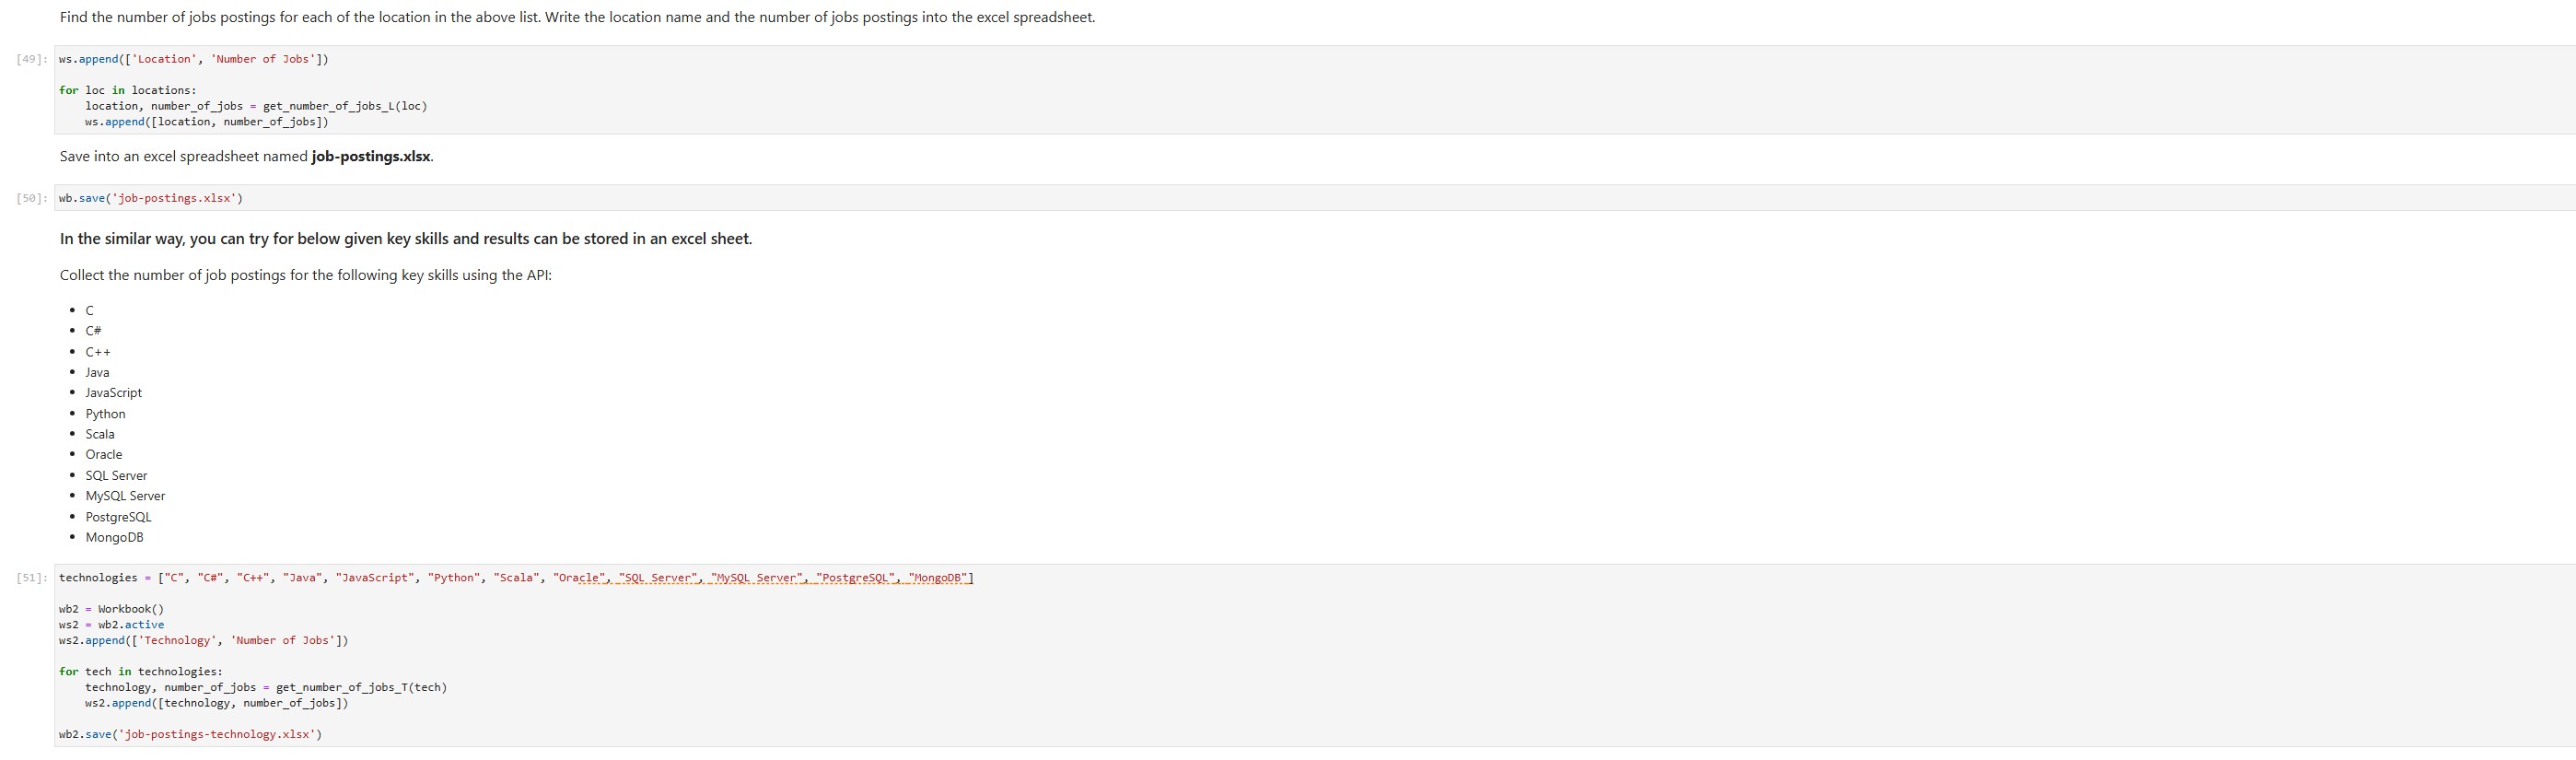 Find the number of jobs postings for each of the location in the above list. Write the location name and the number of jobs postings into the excel spreadsheet.
[49]: ws.append(['Location', 'Number of Jobs'])
for loc in locations:
    location, number_of_jobs = get_number_of_jobs_L(loc)
    ws.append([location, number_of_jobs])
Save into an excel spreadsheet named job-postings.xlsx.
[50]: wb.save('job-postings.xlsx')
In the similar way, you can try for below given key skills and results can be stored in an excel sheet.
Collect the number of job postings for the following key skills using the API:
• C
• C#
• C++
• Java
• JavaScript
• Python
• Scala
• Oracle
• SQL Server
• MySQL Server
• PostgreSQL
• MongoDB
[51]: technologies = ["C", "C#", "C++", "Java", "JavaScript", "Python", "Scala", "Oracle", "SQL Server", "MySQL Server", "PostgreSQL", "MongoDB"]
wb2 = Workbook()
ws2 = wb2.active
ws2.append(['Technology', 'Number of Jobs'])
for tech in technologies:
    technology, number_of_jobs = get_number_of_jobs_T(tech)
    ws2.append([technology, number_of_jobs])
wb2.save('job-postings-technology.xlsx')